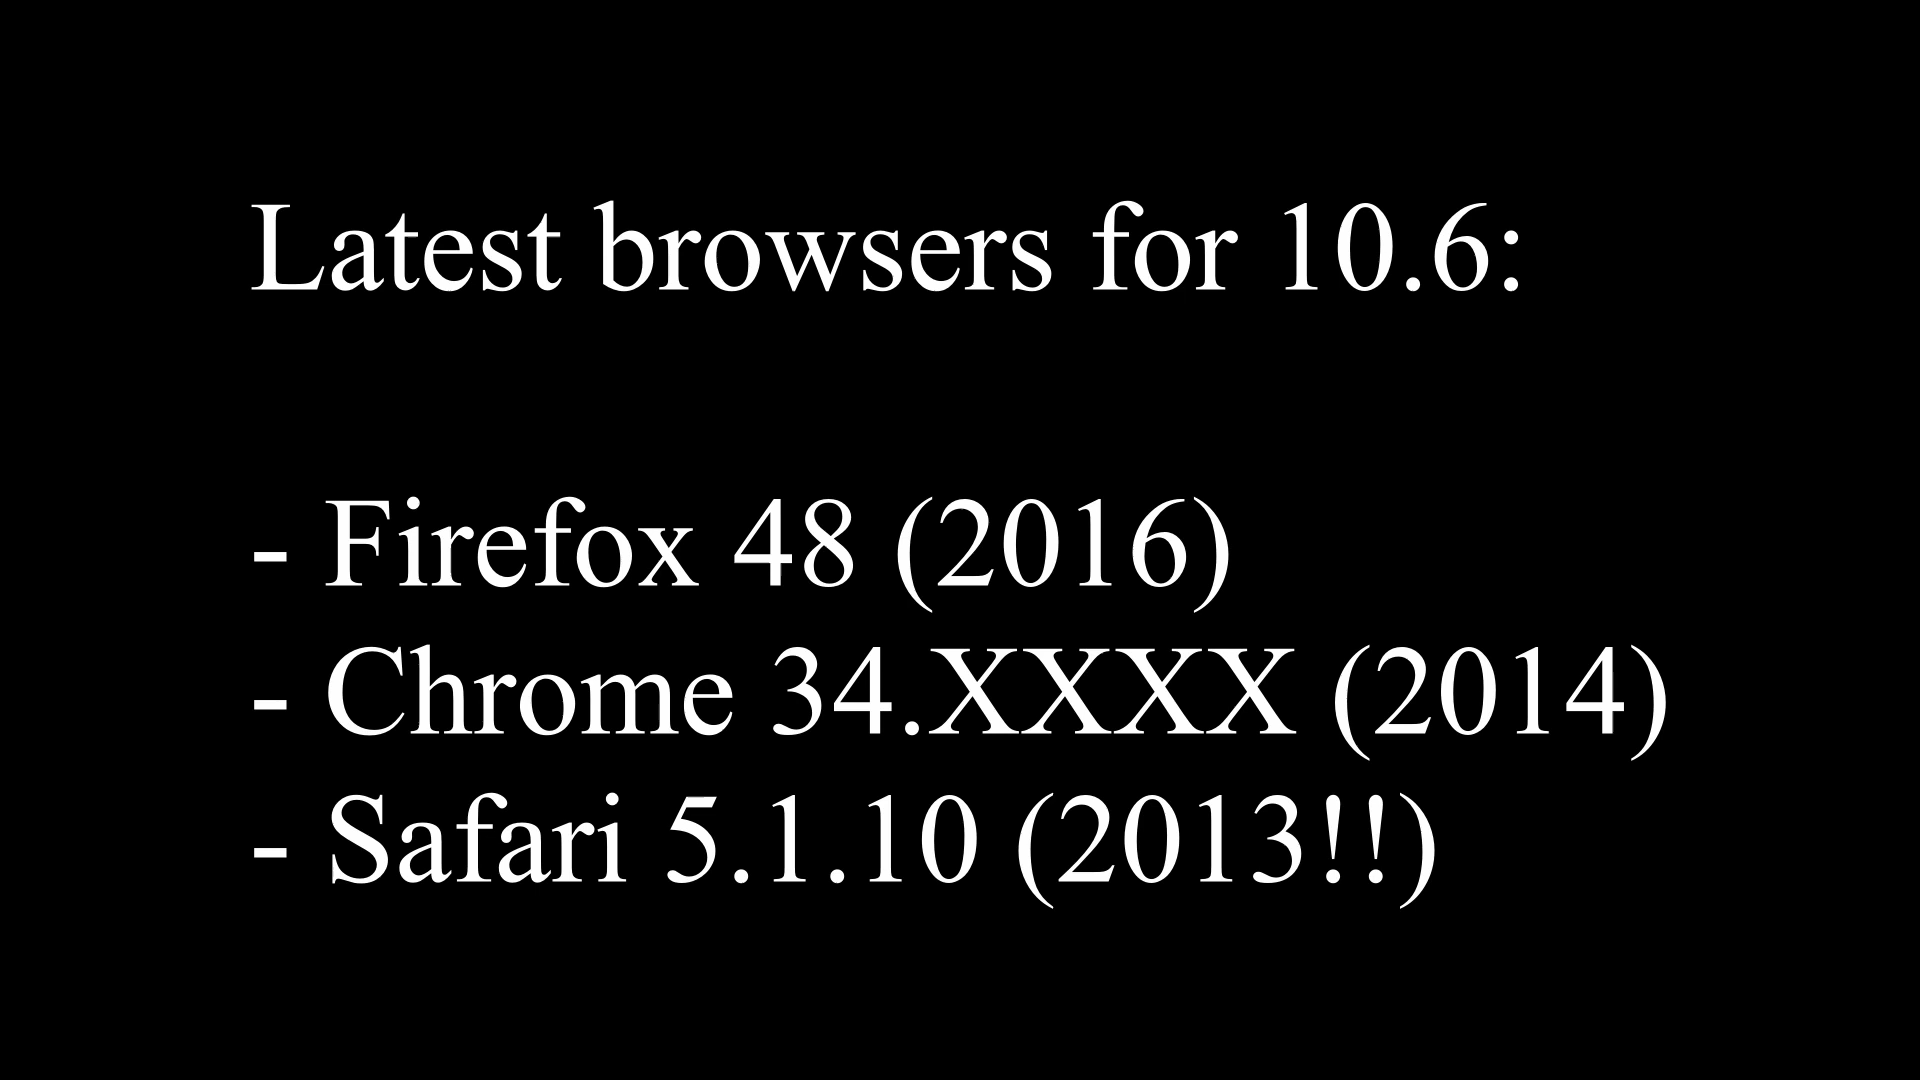 Latest browsers for 10.6:
- Firefox 48 (2016)
- Chrome 34.XXXX (2014)
- Safari 5.1.10 (2013!!)